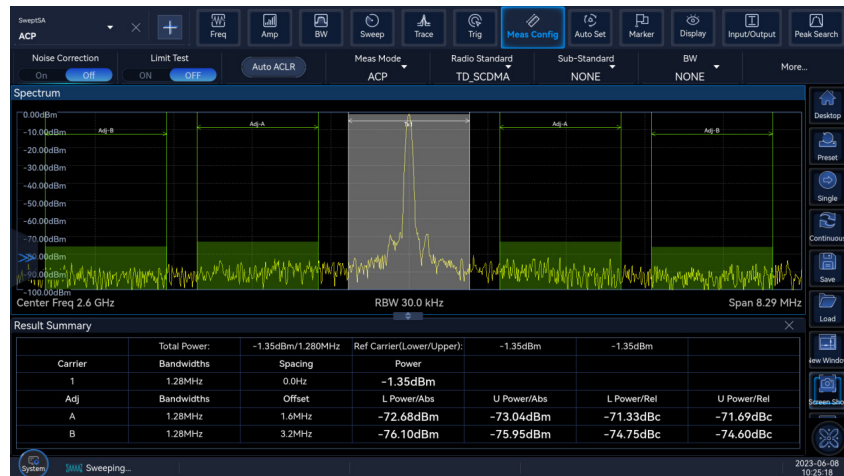 SweptSA
ACP
Freq
Amp
BW
Sweep
Trace
Trig
Meas Config
Auto Set
Marker
Display
Input/Output
Peak Search
Noise Correction
On Off
Limit Test
ON OFF
Auto ACLR
Meas Mode
ACP
Radio Standard
TD_SCDMA
Sub-Standard
NONE
BW
NONE
More...
Spectrum
0.00dBm
-10.00dBm
-20.00dBm
-30.00dBm
-40.00dBm
-50.00dBm
-60.00dBm
-70.00dBm
-90.00dBm
-100.00dBm
Adj-B
Adj-A
Adj-A
Adj-B
Center Freq 2.6 GHz RBW 30.0 kHz Span 8.29 MHz
Result Summary
Total Power: -1.35dBm/1.280MHz Ref Carrier(Lower/Upper): -1.35dBm -1.35dBm
Carrier Bandwidths Spacing Power
1 1.28MHz 0.0Hz -1.35dBm
Adj Bandwidths Offset L Power/Abs U Power/Abs L Power/Rel U Power/Rel
A 1.28MHz 1.6MHz -72.68dBm -73.04dBm -71.33dBc -71.69dBc
B 1.28MHz 3.2MHz -76.10dBm -75.95dBm -74.75dBc -74.60dBc
Desktop
Preset
Single
Continuous
Save
Load
New Windo
Screen Sho
System
Sweeping...
2023-06-08
10:25:18